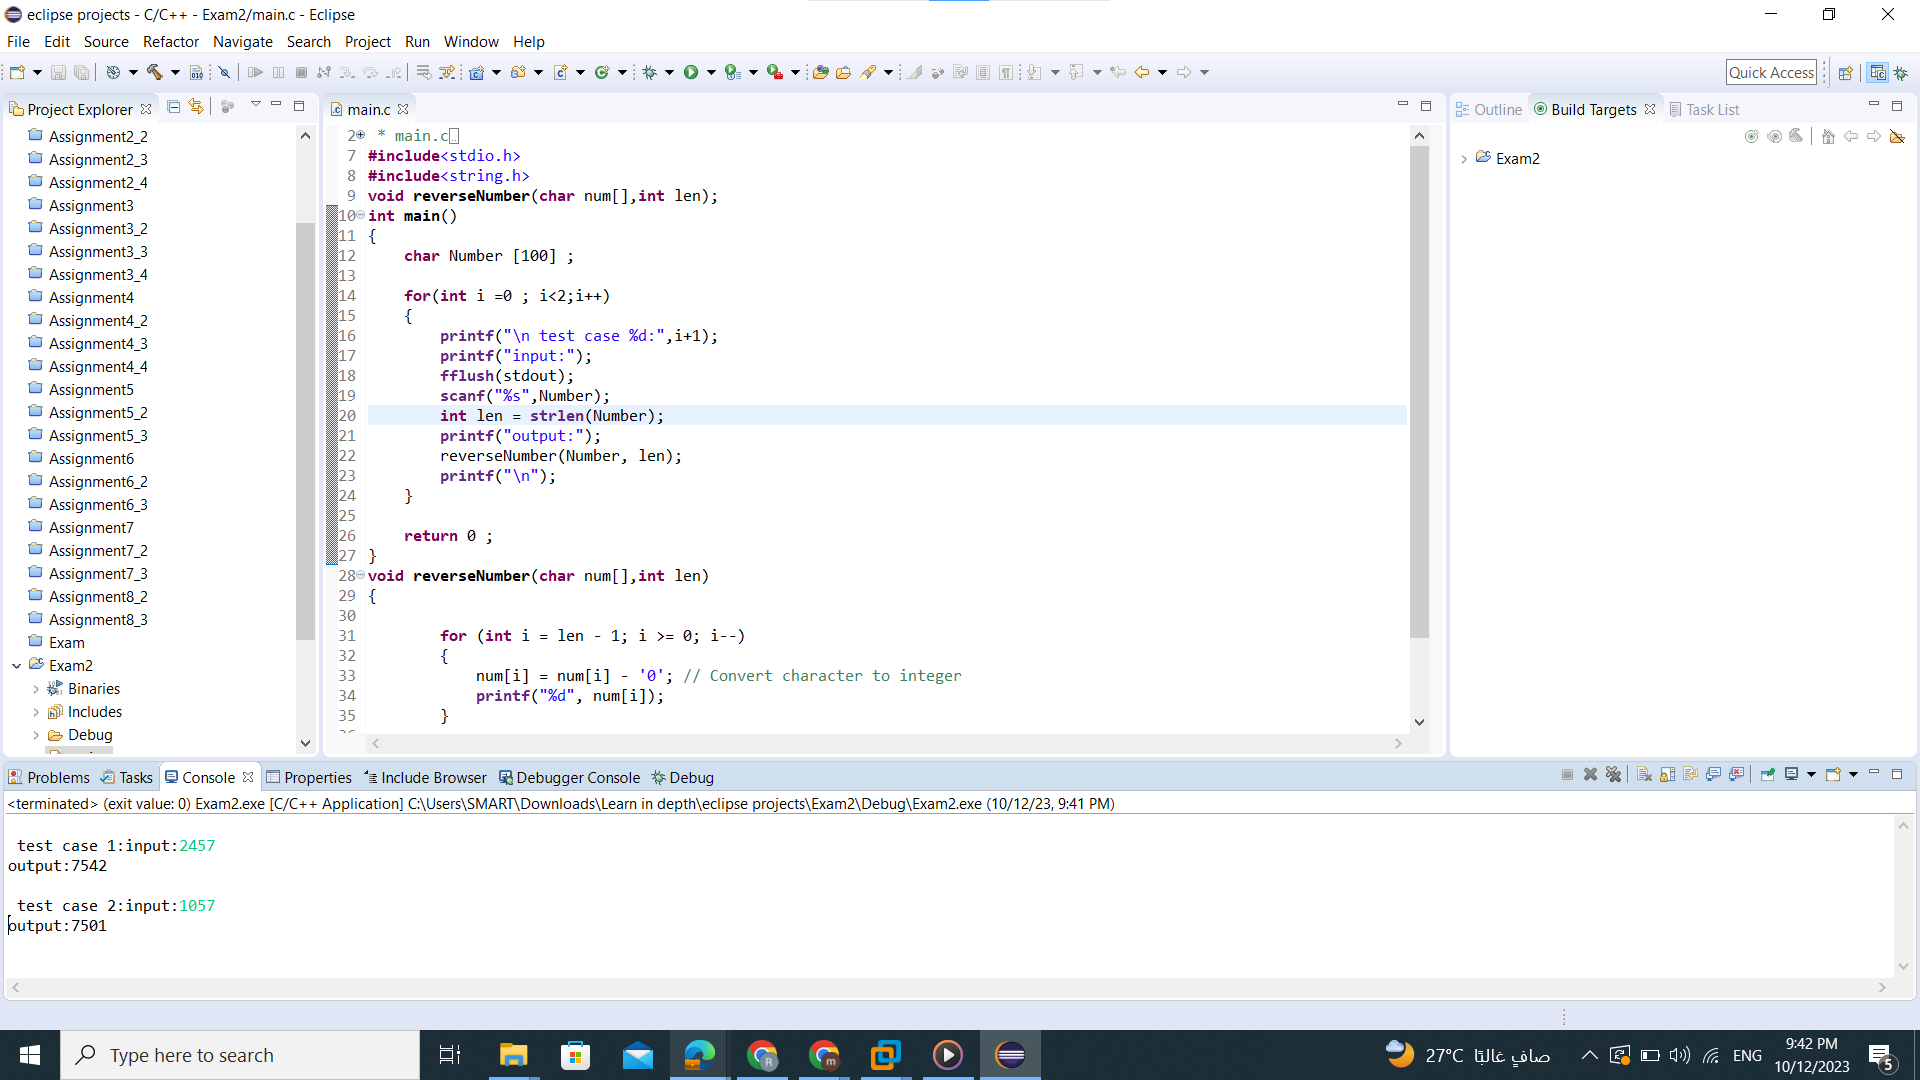 eclipse projects - C/C++ - Exam2/main.c - Eclipse
File Edit Source Refactor Navigate Search Project Run Window Help
Quick Access
Project Explorer
Assignment2_2
Assignment2_3
Assignment2_4
Assignment3
Assignment3_2
Assignment3_3
Assignment3_4
Assignment4
Assignment4_2
Assignment4_3
Assignment4_4
Assignment5
Assignment5_2
Assignment5_3
Assignment6
Assignment6_2
Assignment6_3
Assignment7
Assignment7_2
Assignment7_3
Assignment8_2
Assignment8_3
Exam
Exam2
Binaries
Includes
Debug
main.c
2 * main.c
7 #include<stdio.h>
8 #include<string.h>
9 void reverseNumber(char num[],int len);
10 int main()
11 {
12 char Number [100] ;
13
14 for(int i =0 ; i<2;i++)
15 {
16 printf("\n test case %d:",i+1);
17 printf("input:");
18 fflush(stdout);
19 scanf("%s",Number);
20 int len = strlen(Number);
21 printf("output:");
22 reverseNumber(Number, len);
23 printf("\n");
24 }
25
26 return 0 ;
27 }
28 void reverseNumber(char num[],int len)
29 {
30
31 for (int i = len - 1; i >= 0; i--)
32 {
33 num[i] = num[i] - '0'; // Convert character to integer
34 printf("%d", num[i]);
35 }
Outline Build Targets Task List
Exam2
Problems Tasks Console Properties Include Browser Debugger Console Debug
<terminated> (exit value: 0) Exam2.exe [C/C++ Application] C:\Users\SMART\Downloads\Learn in depth\eclipse projects\Exam2\Debug\Exam2.exe (10/12/23, 9:41 PM)
test case 1:input:2457
output:7542
test case 2:input:1057
output:7501
Type here to search
27°C صافٍ غالبًا
ENG
9:42 PM
10/12/2023
5